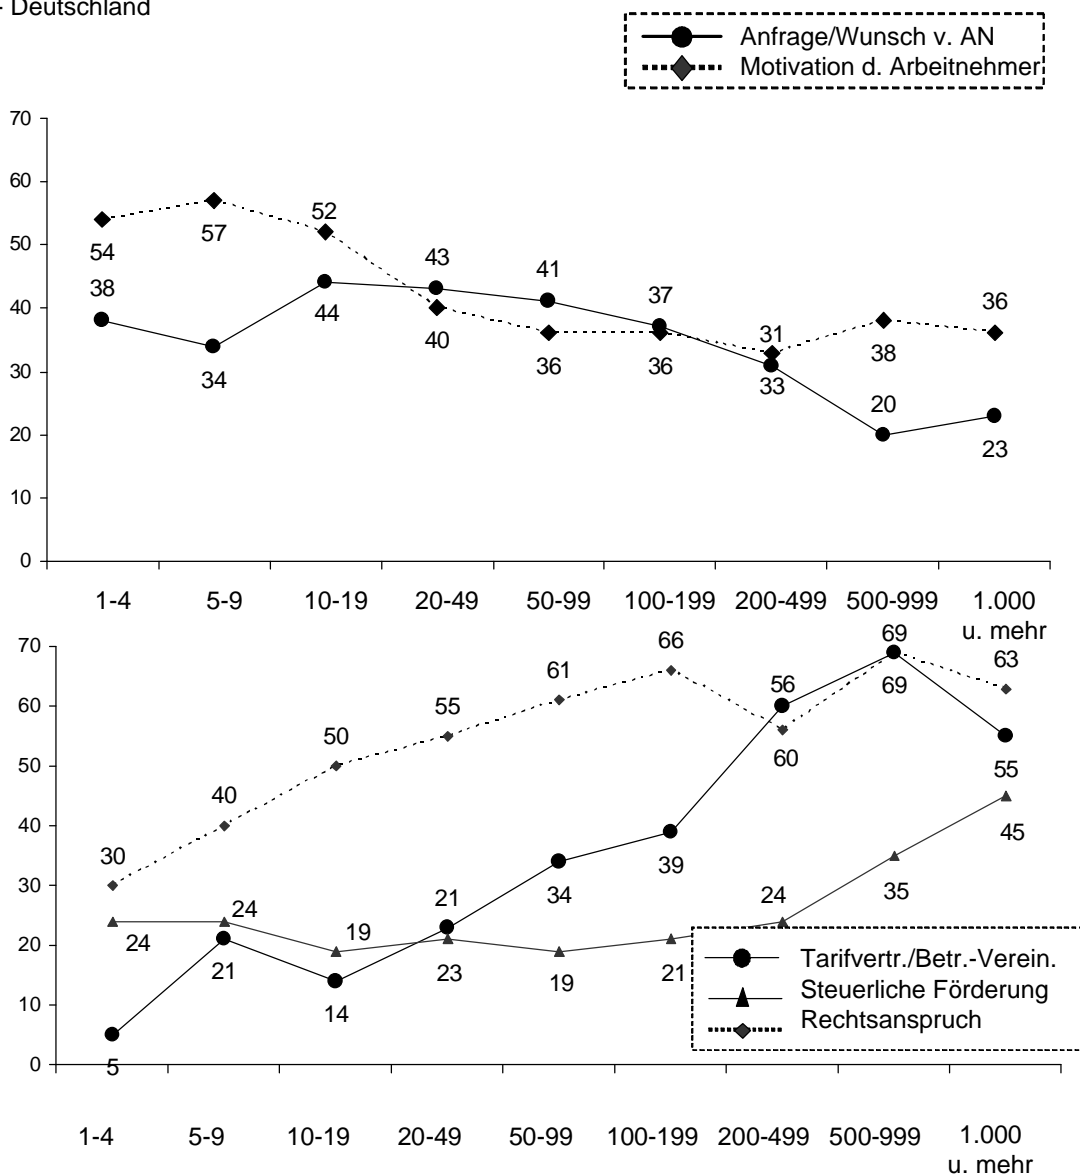 - Deutschland
Anfrage/Wunsch v. AN
Motivation d. Arbeitnehmer
70
60
50
40
30
20
10
0
54 57 52 43 41 37 31 38 36
38 34 44 40 36 36 33 20 23
1-4 5-9 10-19 20-49 50-99 100-199 200-499 500-999 1.000
u. mehr
70
60
50
40
30
20
10
0
30 40 50 55 61 66 56 69 63
24 24 19 21 34 39 60 69 55
5 21 14 23 19 21 24 35 45
Tarifvertr./Betr.-Verein.
Steuerliche Förderung
Rechtsanspruch
1-4 5-9 10-19 20-49 50-99 100-199 200-499 500-999 1.000
u. mehr